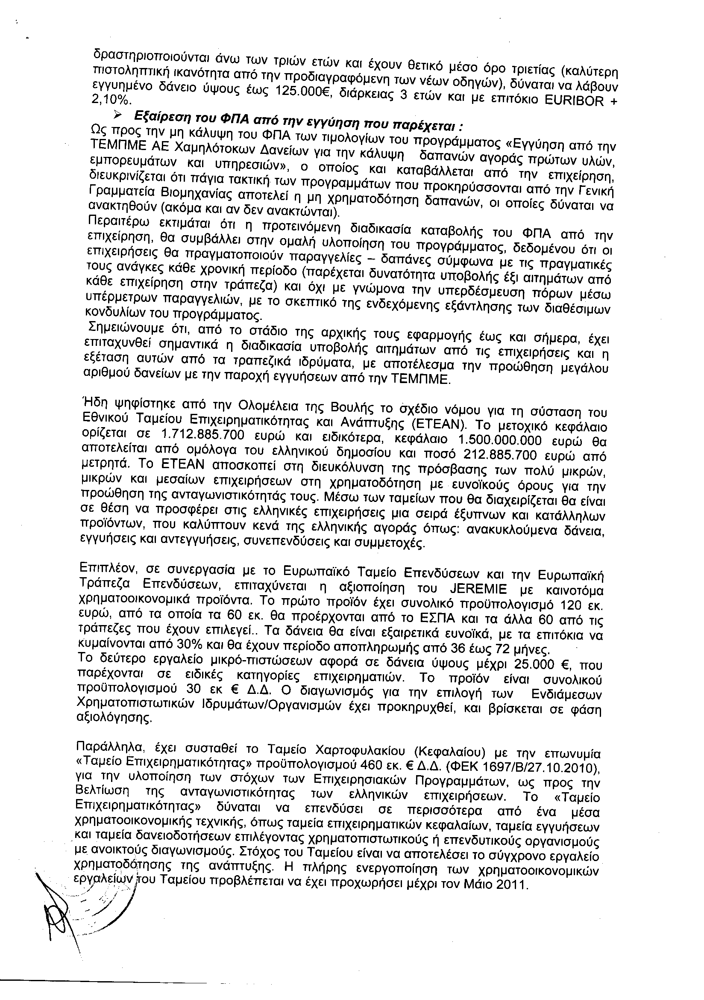 δραστηριοποιούνται άνω των τριών ετών και έχουν θετικό μέσο όρο τριετίας (καλύτερη
πιστοληπτική ικανότητα από την προδιαγραφόμενη των νέων οδηγών), δύναται να λάβουν
εγγυημένο δάνειο ύψους έως 125.000€, διάρκειας 3 ετών και με επιτόκιο EURIBOR +
2,10%.
➢ Εξαίρεση του ΦΠΑ από την εγγύηση που παρέχεται :
Ως προς την μη κάλυψη του ΦΠΑ των τιμολογίων του προγράμματος «Εγγύηση από την
ΤΕΜΠΜΕ ΑΕ Χαμηλότοκων Δανείων για την κάλυψη δαπανών αγοράς πρώτων υλών,
εμπορευμάτων και υπηρεσιών», ο οποίος και καταβάλλεται από την επιχείρηση,
διευκρινίζεται ότι πάγια τακτική των προγραμμάτων που προκηρύσσονται από την Γενική
Γραμματεία Βιομηχανίας αποτελεί η μη χρηματοδότηση δαπανών, οι οποίες δύναται να
ανακτηθούν (ακόμα και αν δεν ανακτώνται).
Περαιτέρω εκτιμάται ότι η προτεινόμενη διαδικασία καταβολής του ΦΠΑ από την
επιχείρηση, θα συμβάλλει στην ομαλή υλοποίηση του προγράμματος, δεδομένου ότι οι
επιχειρήσεις θα πραγματοποιούν παραγγελίες – δαπάνες σύμφωνα με τις πραγματικές
τους ανάγκες κάθε χρονική περίοδο (παρέχεται δυνατότητα υποβολής έξι αιτημάτων από
κάθε επιχείρηση στην τράπεζα) και όχι με γνώμονα την υπερδέσμευση πόρων μέσω
υπέρμετρων παραγγελιών, με το σκεπτικό της ενδεχόμενης εξάντλησης των διαθέσιμων
κονδυλίων του προγράμματος.
Σημειώνουμε ότι, από το στάδιο της αρχικής τους εφαρμογής έως και σήμερα, έχει
επιταχυνθεί σημαντικά η διαδικασία υποβολής αιτημάτων από τις επιχειρήσεις και η
εξέταση αυτών από τα τραπεζικά ιδρύματα, με αποτέλεσμα την προώθηση μεγάλου
αριθμού δανείων με την παροχή εγγυήσεων από την ΤΕΜΠΜΕ.
Ήδη ψηφίστηκε από την Ολομέλεια της Βουλής το σχέδιο νόμου για τη σύσταση του
Εθνικού Ταμείου Επιχειρηματικότητας και Ανάπτυξης (ΕΤΕΑΝ). Το μετοχικό κεφάλαιο
ορίζεται σε 1.712.885.700 ευρώ και ειδικότερα, κεφάλαιο 1.500.000.000 ευρώ θα
αποτελείται από ομόλογα του ελληνικού δημοσίου και ποσό 212.885.700 ευρώ από
μετρητά. Το ΕΤΕΑΝ αποσκοπεί στη διευκόλυνση της πρόσβασης των πολύ μικρών,
μικρών και μεσαίων επιχειρήσεων στη χρηματοδότηση με ευνοϊκούς όρους για την
προώθηση της ανταγωνιστικότητάς τους. Μέσω των ταμείων που θα διαχειρίζεται θα είναι
σε θέση να προσφέρει στις ελληνικές επιχειρήσεις μια σειρά έξυπνων και κατάλληλων
προϊόντων, που καλύπτουν κενά της ελληνικής αγοράς όπως: ανακυκλούμενα δάνεια,
εγγυήσεις και αντεγγυήσεις, συνεπενδύσεις και συμμετοχές.
Επιπλέον, σε συνεργασία με το Ευρωπαϊκό Ταμείο Επενδύσεων και την Ευρωπαϊκή
Τράπεζα Επενδύσεων, επιταχύνεται η αξιοποίηση του JEREMIE με καινοτόμα
χρηματοοικονομικά προϊόντα. Το πρώτο προϊόν έχει συνολικό προϋπολογισμό 120 εκ.
ευρώ, από τα οποία τα 60 εκ. θα προέρχονται από το ΕΣΠΑ και τα άλλα 60 από τις
τράπεζες που έχουν επιλεγεί.. Τα δάνεια θα είναι εξαιρετικά ευνοϊκά, με τα επιτόκια να
κυμαίνονται από 30% και θα έχουν περίοδο αποπληρωμής από 36 έως 72 μήνες.
Το δεύτερο εργαλείο μικρό-πιστώσεων αφορά σε δάνεια ύψους μέχρι 25.000 €, που
παρέχονται σε ειδικές κατηγορίες επιχειρηματιών. Το προϊόν είναι συνολικού
προϋπολογισμού 30 εκ € Δ.Δ. Ο διαγωνισμός για την επιλογή των Ενδιάμεσων
Χρηματοπιστωτικών Ιδρυμάτων/Οργανισμών έχει προκηρυχθεί, και βρίσκεται σε φάση
αξιολόγησης.
Παράλληλα, έχει συσταθεί το Ταμείο Χαρτοφυλακίου (Κεφαλαίου) με την επωνυμία
«Ταμείο Επιχειρηματικότητας» προϋπολογισμού 460 εκ. € Δ.Δ. (ΦΕΚ 1697/Β/27.10.2010),
για την υλοποίηση των στόχων των Επιχειρησιακών Προγραμμάτων, ως προς την
Βελτίωση της ανταγωνιστικότητας των ελληνικών επιχειρήσεων. Το «Ταμείο
Επιχειρηματικότητας» δύναται να επενδύσει σε περισσότερα από ένα μέσα
χρηματοοικονομικής τεχνικής, όπως ταμεία επιχειρηματικών κεφαλαίων, ταμεία εγγυήσεων
και ταμεία δανειοδοτήσεων επιλέγοντας χρηματοπιστωτικούς ή επενδυτικούς οργανισμούς
με ανοικτούς διαγωνισμούς. Στόχος του Ταμείου είναι να αποτελέσει το σύγχρονο εργαλείο
χρηματοδότησης της ανάπτυξης. Η πλήρης ενεργοποίηση των χρηματοοικονομικών
εργαλείων του Ταμείου προβλέπεται να έχει προχωρήσει μέχρι τον Μάιο 2011.